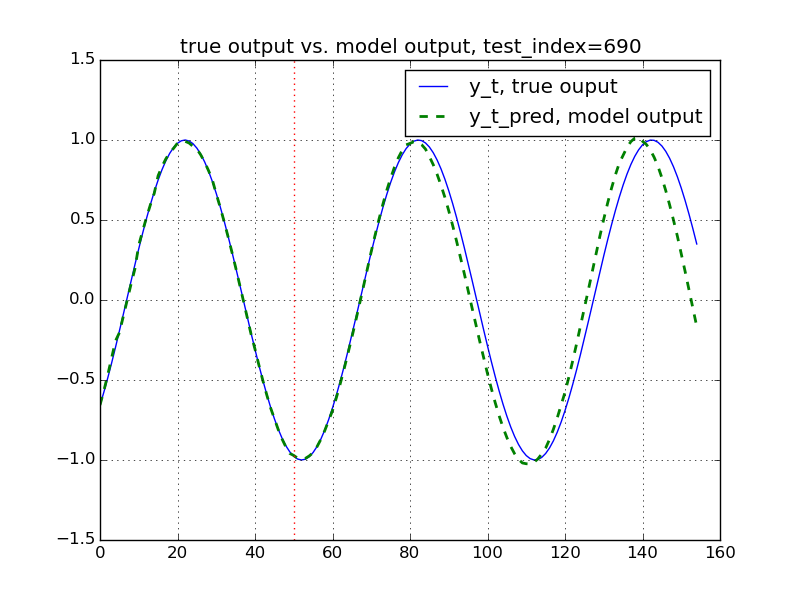 true output vs. model output, test_index=690
y_t, true ouput
y_t_pred, model output
1.5
1.0
0.5
0.0
−0.5
−1.0
−1.5
0 20 40 60 80 100 120 140 160